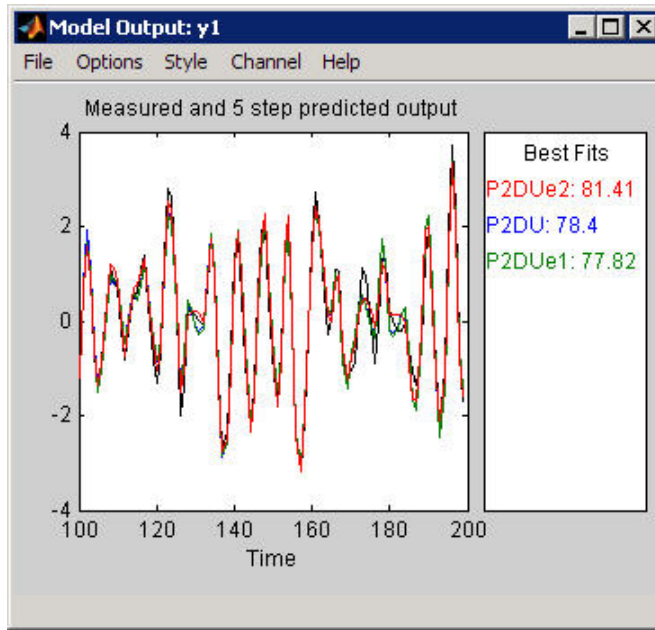 Model Output: y1
File Options Style Channel Help
Measured and 5 step predicted output
4
2
0
-2
-4
100 120 140 160 180 200
Time
Best Fits
P2DUe2: 81.41
P2DU: 78.4
P2DUe1: 77.82